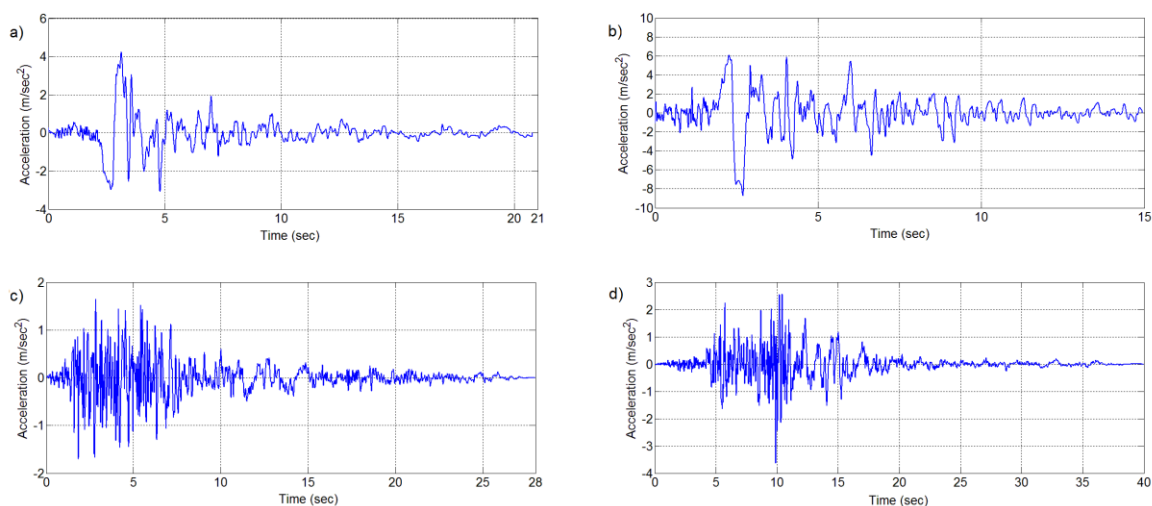 a)
Acceleration (m/sec²)
6
4
2
0
-2
-4
0 5 10 15 20 21
Time (sec)
b)
Acceleration (m/sec²)
10
8
6
4
2
0
-2
-4
-6
-8
-10
0 5 10 15
Time (sec)
c)
Acceleration (m/sec²)
2
1
0
-1
-2
0 5 10 15 20 25 28
Time (sec)
d)
Acceleration (m/sec²)
3
2
1
0
-1
-2
-3
-4
0 5 10 15 20 25 30 35 40
Time (sec)